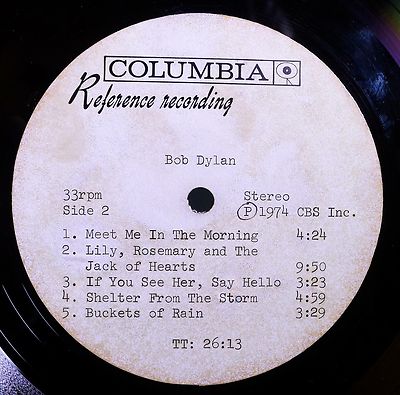 COLUMBIA
Reference recording
Bob Dylan
33rpm Stereo
Side 2 Ⓟ1974 CBS Inc.
1. Meet Me In The Morning 4:24
2. Lily, Rosemary and The
Jack of Hearts 9:50
3. If You See Her, Say Hello 3:23
4. Shelter From The Storm 4:59
5. Buckets of Rain 3:29
TT: 26:13